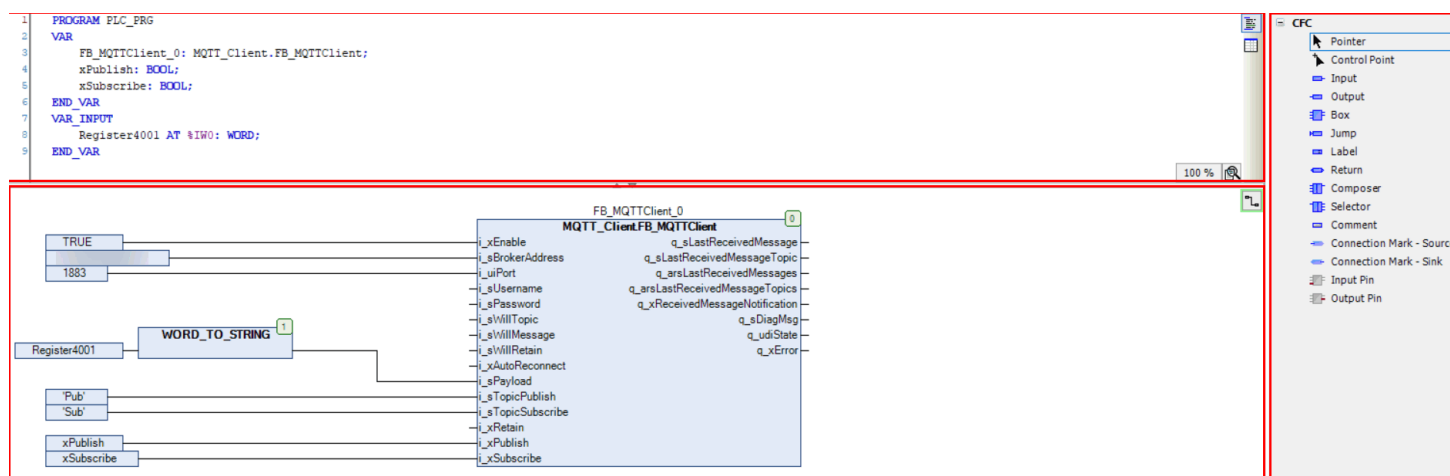 1 PROGRAM PLC_PRG
2 VAR
3 FB_MQTTClient_0: MQTT_Client.FB_MQTTClient;
4 xPublish: BOOL;
5 xSubscribe: BOOL;
6 END_VAR
7 VAR_INPUT
8 Register4001 AT %IW0: WORD;
9 END_VAR
100 %
FB_MQTTClient_0
0
MQTT_Client.FB_MQTTClient
TRUE
1883
1
WORD_TO_STRING
Register4001
'Pub'
'Sub'
xPublish
xSubscribe
i_xEnable
i_sBrokerAddress
i_uiPort
i_sUsername
i_sPassword
i_sWillTopic
i_sWillMessage
i_sWillRetain
i_xAutoReconnect
i_sPayload
i_sTopicPublish
i_sTopicSubscribe
i_xRetain
i_xPublish
i_xSubscribe
q_sLastReceivedMessage
q_sLastReceivedMessageTopic
q_arsLastReceivedMessages
q_arsLastReceivedMessageTopics
q_xReceivedMessageNotification
q_sDiagMsg
q_udiState
q_xError
CFC
Pointer
Control Point
Input
Output
Box
Jump
Label
Return
Composer
Selector
Comment
Connection Mark - Sourc
Connection Mark - Sink
Input Pin
Output Pin